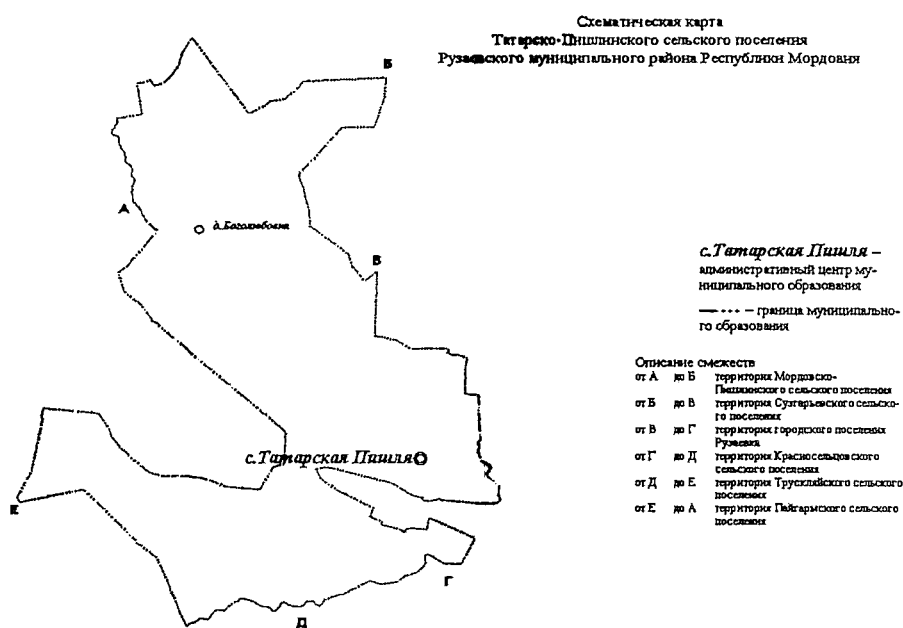 Схематическая карта
Татарско-Пишлинского сельского поселения
Рузаевского муниципального района Республики Мордовия
Б
А
д.Боголюбовка
В
с.Татарская Пишля –
административный центр му-
ниципального образования
– граница муниципально-
го образования
Описание смежеств
от А до Б территория Мордовско-
Пишлинского сельского поселения
от Б до В территория Сузгарьевского сельско-
го поселения
от В до Г территория городского поселения
Рузаевка
от Г до Д территория Красносельцовского
сельского поселения
от Д до Е территория Трускляйского сельского
поселения
от Е до А территория Пайгармского сельского
поселения
с.Татарская Пишля
Е
Г
Д